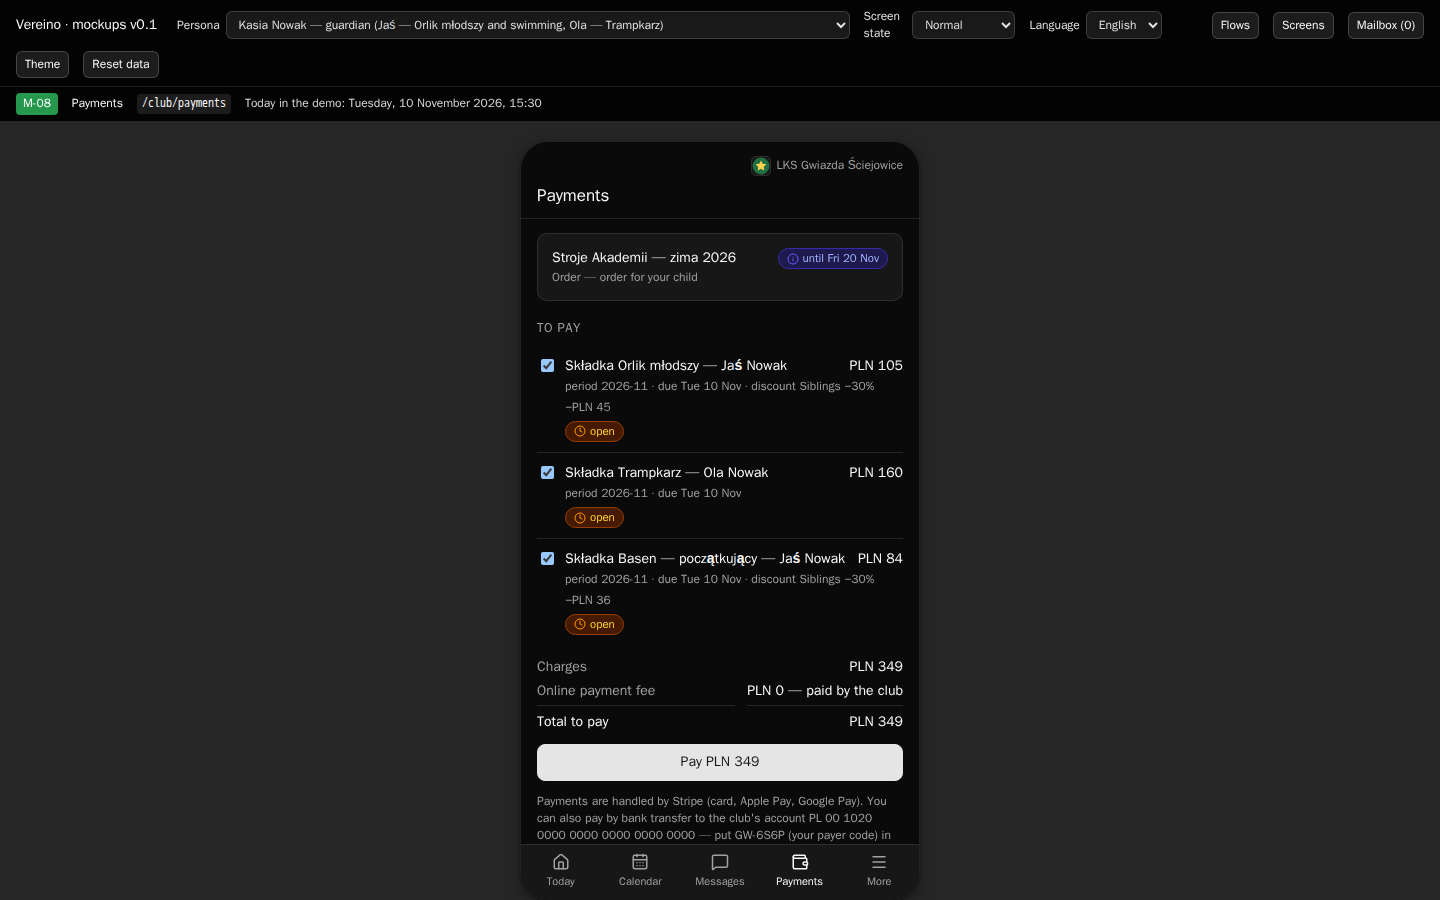 Vereino · mockups v0.1
Persona
Kasia Nowak — guardian (Jaś — Orlik młodszy and swimming, Ola — Trampkarz)
Screen state
Normal
Language
English
Flows
Screens
Mailbox (0)
Theme
Reset data
M-08
Payments
/club/payments
Today in the demo: Tuesday, 10 November 2026, 15:30
LKS Gwiazda Ściejowice
Payments
Stroje Akademii — zima 2026
until Fri 20 Nov
Order — order for your child
TO PAY
Składka Orlik młodszy — Jaś Nowak PLN 105
period 2026-11 · due Tue 10 Nov · discount Siblings −30%
−PLN 45
open
Składka Trampkarz — Ola Nowak PLN 160
period 2026-11 · due Tue 10 Nov
open
Składka Basen — początkujący — Jaś Nowak PLN 84
period 2026-11 · due Tue 10 Nov · discount Siblings −30%
−PLN 36
open
Charges PLN 349
Online payment fee PLN 0 — paid by the club
Total to pay PLN 349
Pay PLN 349
Payments are handled by Stripe (card, Apple Pay, Google Pay). You
can also pay by bank transfer to the club's account PL 00 1020
0000 0000 0000 0000 0000 — put GW-6S6P (your payer code) in
Today
Calendar
Messages
Payments
More